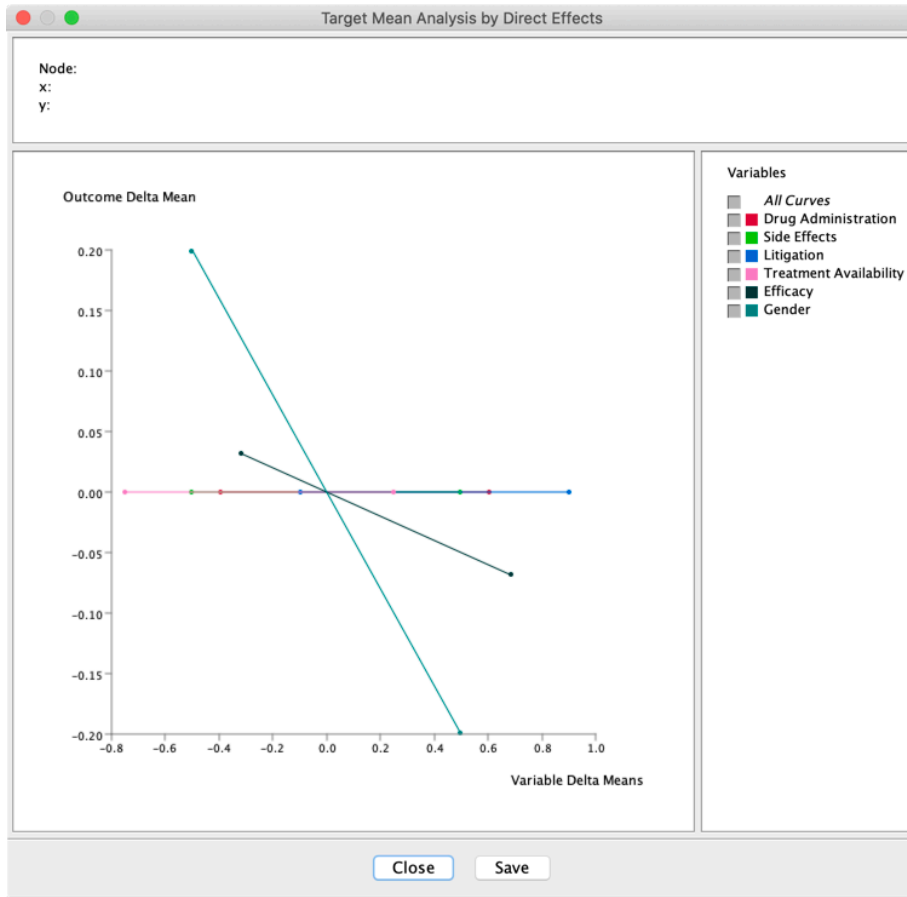 Target Mean Analysis by Direct Effects
Node:
x:
y:
Outcome Delta Mean
0.20
0.15
0.10
0.05
0.00
−0.05
−0.10
−0.15
−0.20
−0.8 −0.6 −0.4 −0.2 0.0 0.2 0.4 0.6 0.8 1.0
Variable Delta Means
Variables
All Curves
Drug Administration
Side Effects
Litigation
Treatment Availability
Efficacy
Gender
Close Save